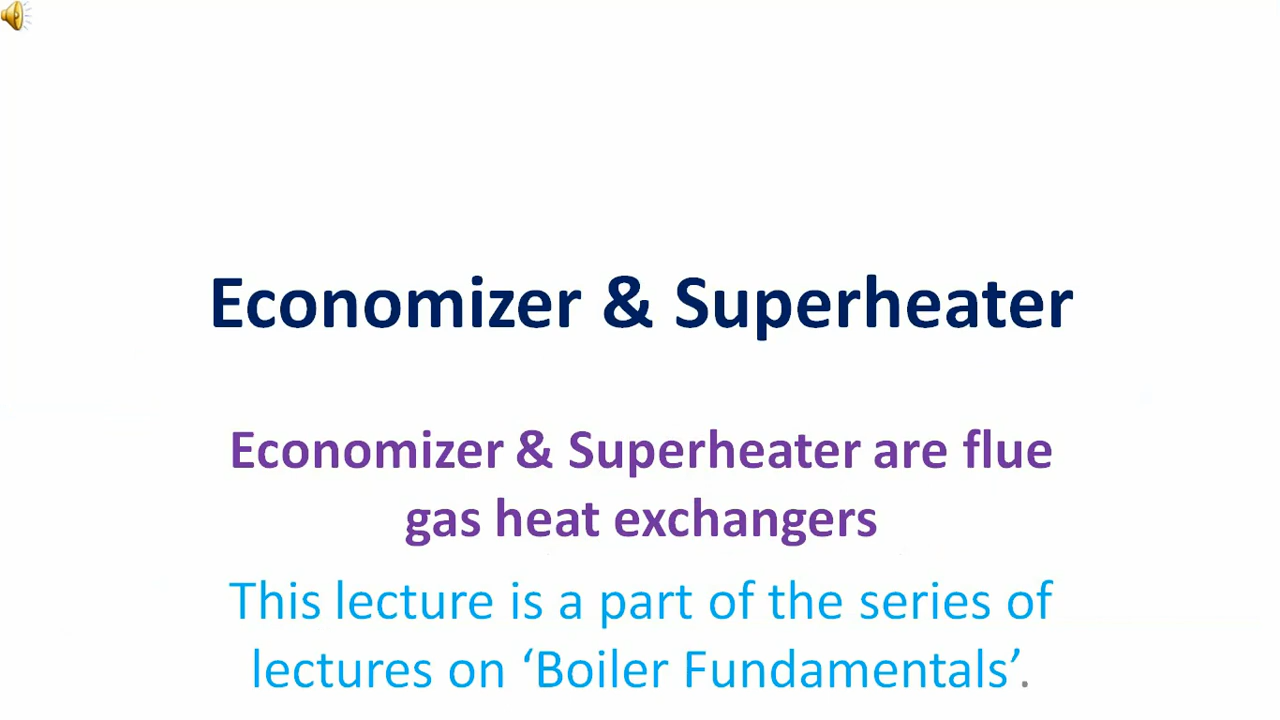 Economizer & Superheater
Economizer & Superheater are flue
gas heat exchangers
This lecture is a part of the series of
lectures on ‘Boiler Fundamentals’.